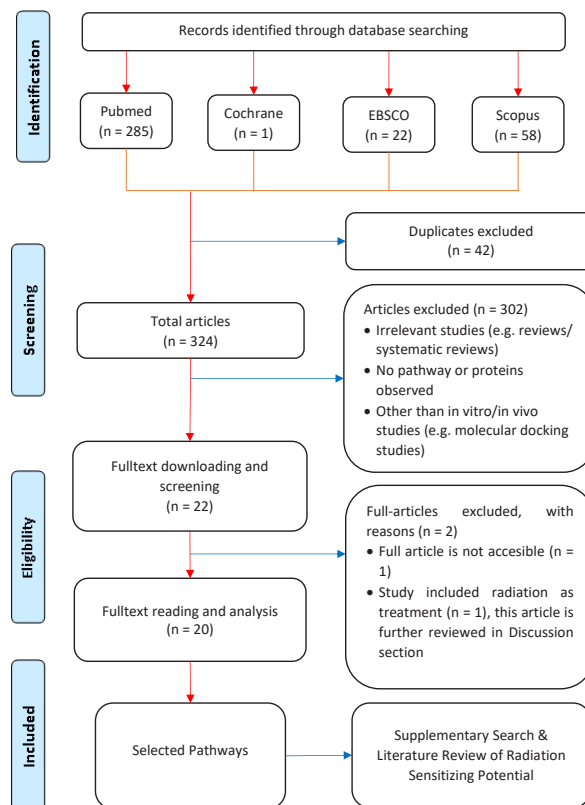 Identification
Records identified through database searching
Pubmed
(n = 285)
Cochrane
(n = 1)
EBSCO
(n = 22)
Scopus
(n = 58)
Duplicates excluded
(n = 42)
Screening
Total articles
(n = 324)
Articles excluded (n = 302)
• Irrelevant studies (e.g. reviews/
systematic reviews)
• No pathway or proteins
observed
• Other than in vitro/in vivo
studies (e.g. molecular docking
studies)
Fulltext downloading and
screening
(n = 22)
Eligibility
Full-articles excluded, with
reasons (n = 2)
• Full article is not accesible (n =
1)
• Study included radiation as
treatment (n = 1), this article is
further reviewed in Discussion
section
Fulltext reading and analysis
(n = 20)
Included
Selected Pathways
Supplementary Search &
Literature Review of Radiation
Sensitizing Potential